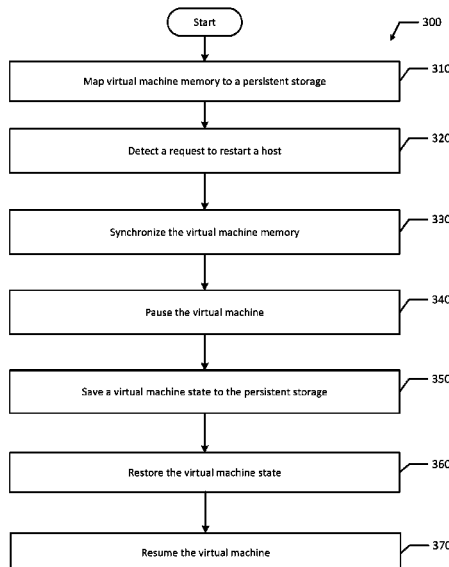 Start
300
Map virtual machine memory to a persistent storage
310
Detect a request to restart a host
320
Synchronize the virtual machine memory
330
Pause the virtual machine
340
Save a virtual machine state to the persistent storage
350
Restore the virtual machine state
360
Resume the virtual machine
370